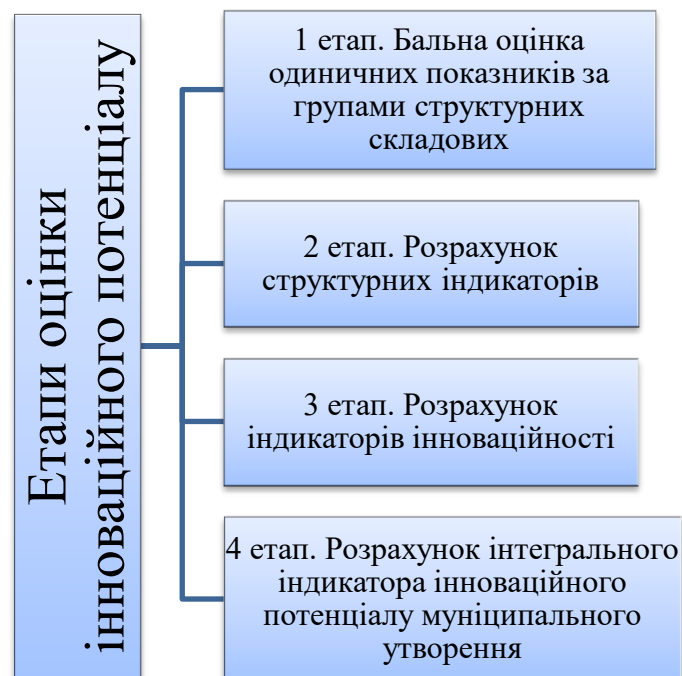 Етапи оцінки
інноваційного потенціалу
1 етап. Бальна оцінка
одиничних показників за
групами структурних
складових
2 етап. Розрахунок
структурних індикаторів
3 етап. Розрахунок
індикаторів інноваційності
4 етап. Розрахунок інтегрального
індикатора інноваційного
потенціалу муніципального
утворення